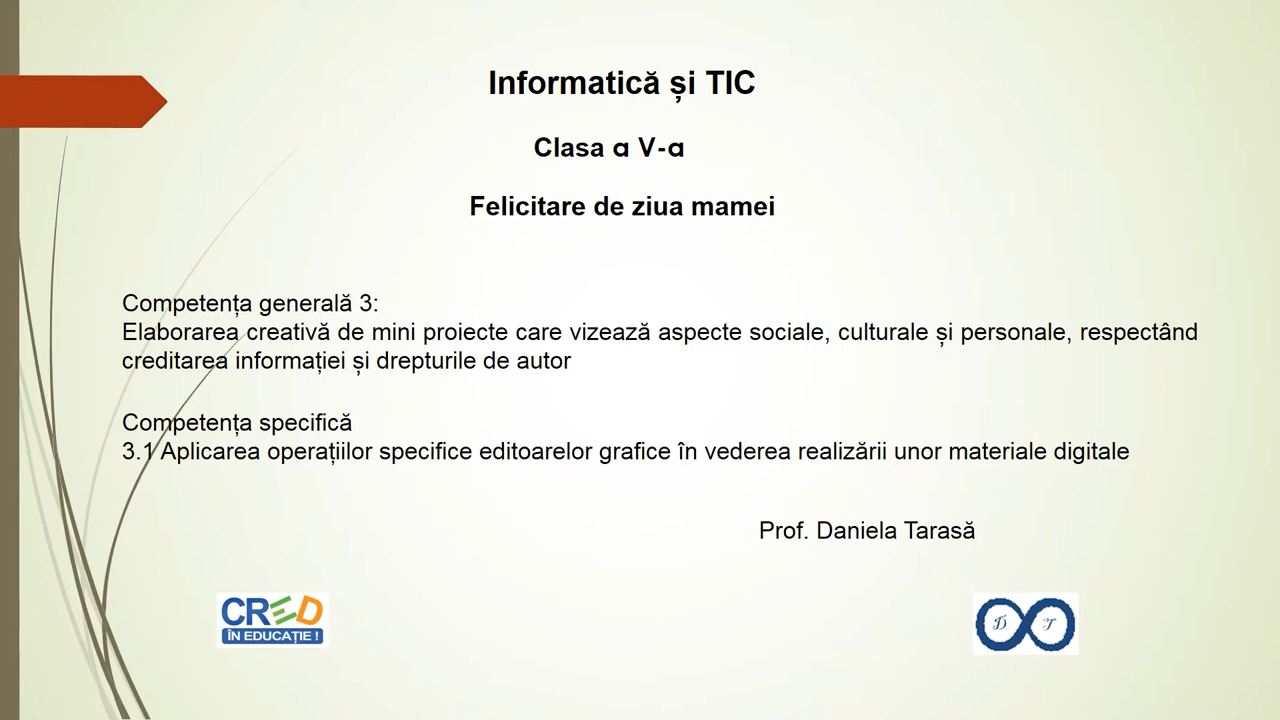 Informatică și TIC
Clasa a V-a
Felicitare de ziua mamei
Competența generală 3:
Elaborarea creativă de mini proiecte care vizează aspecte sociale, culturale și personale, respectând
creditarea informației și drepturile de autor
Competența specifică
3.1 Aplicarea operațiilor specifice editoarelor grafice în vederea realizării unor materiale digitale
Prof. Daniela Tarasă
CRED
ÎN EDUCAȚIE !
D T